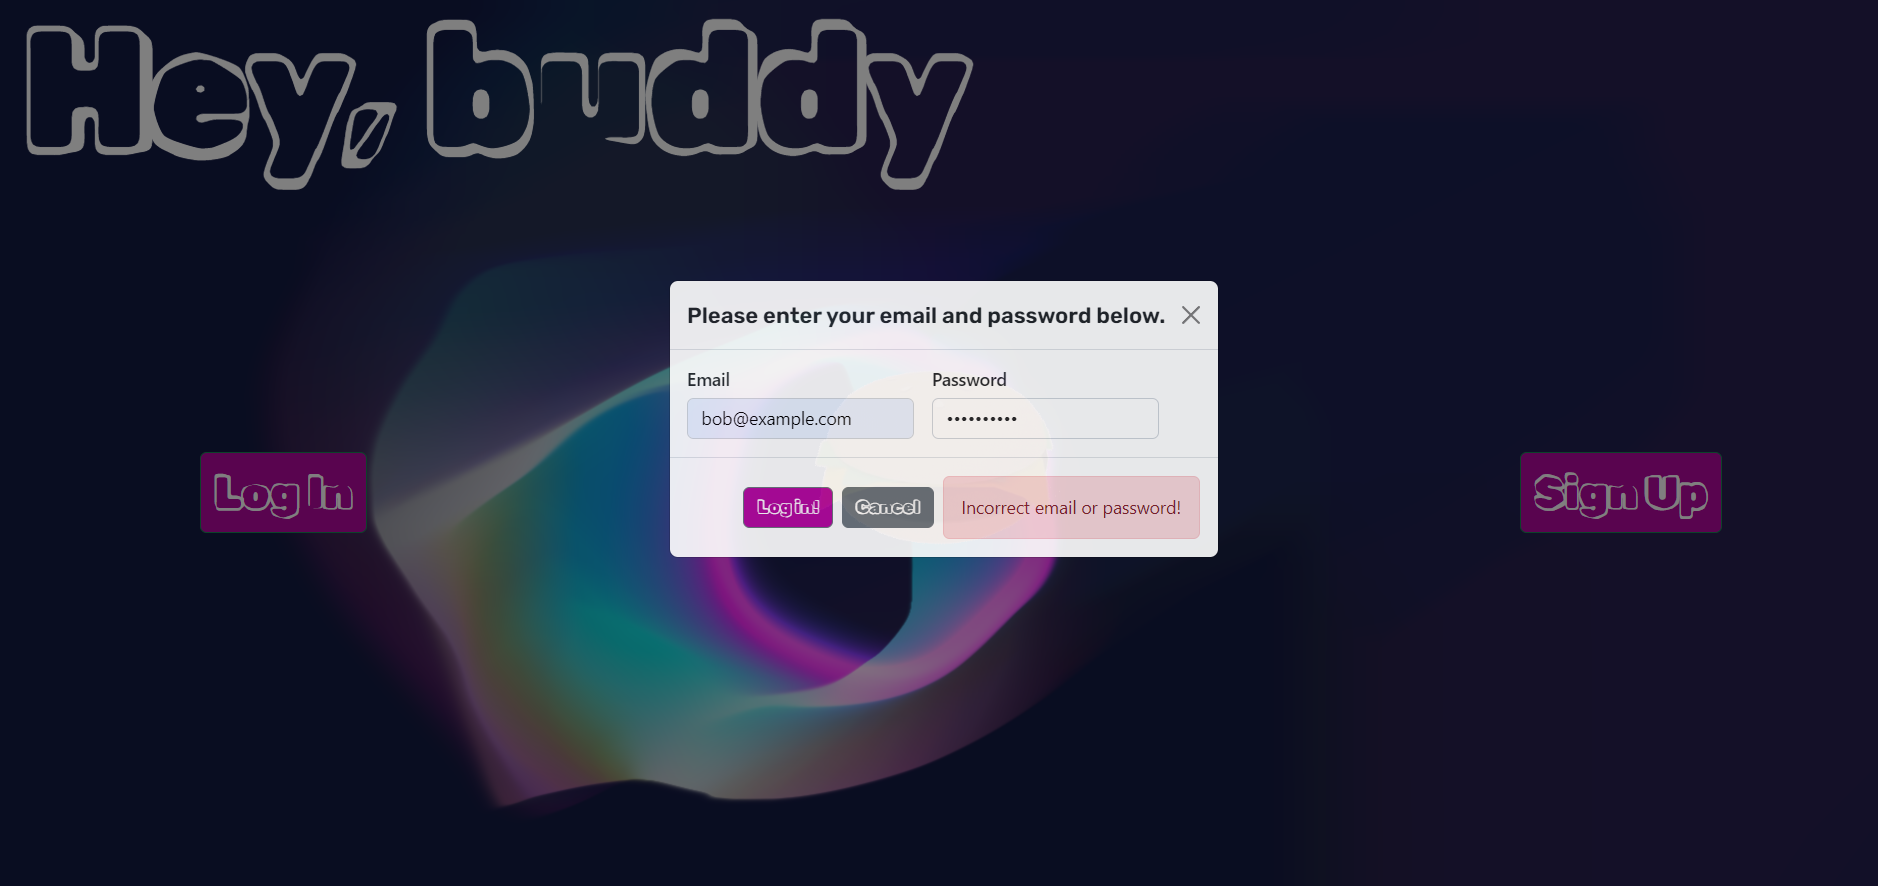 Hey, buddy
Please enter your email and password below.
Email
Password
bob@example.com
••••••••••
Log In
Sign Up
Log in!
Cancel
Incorrect email or password!